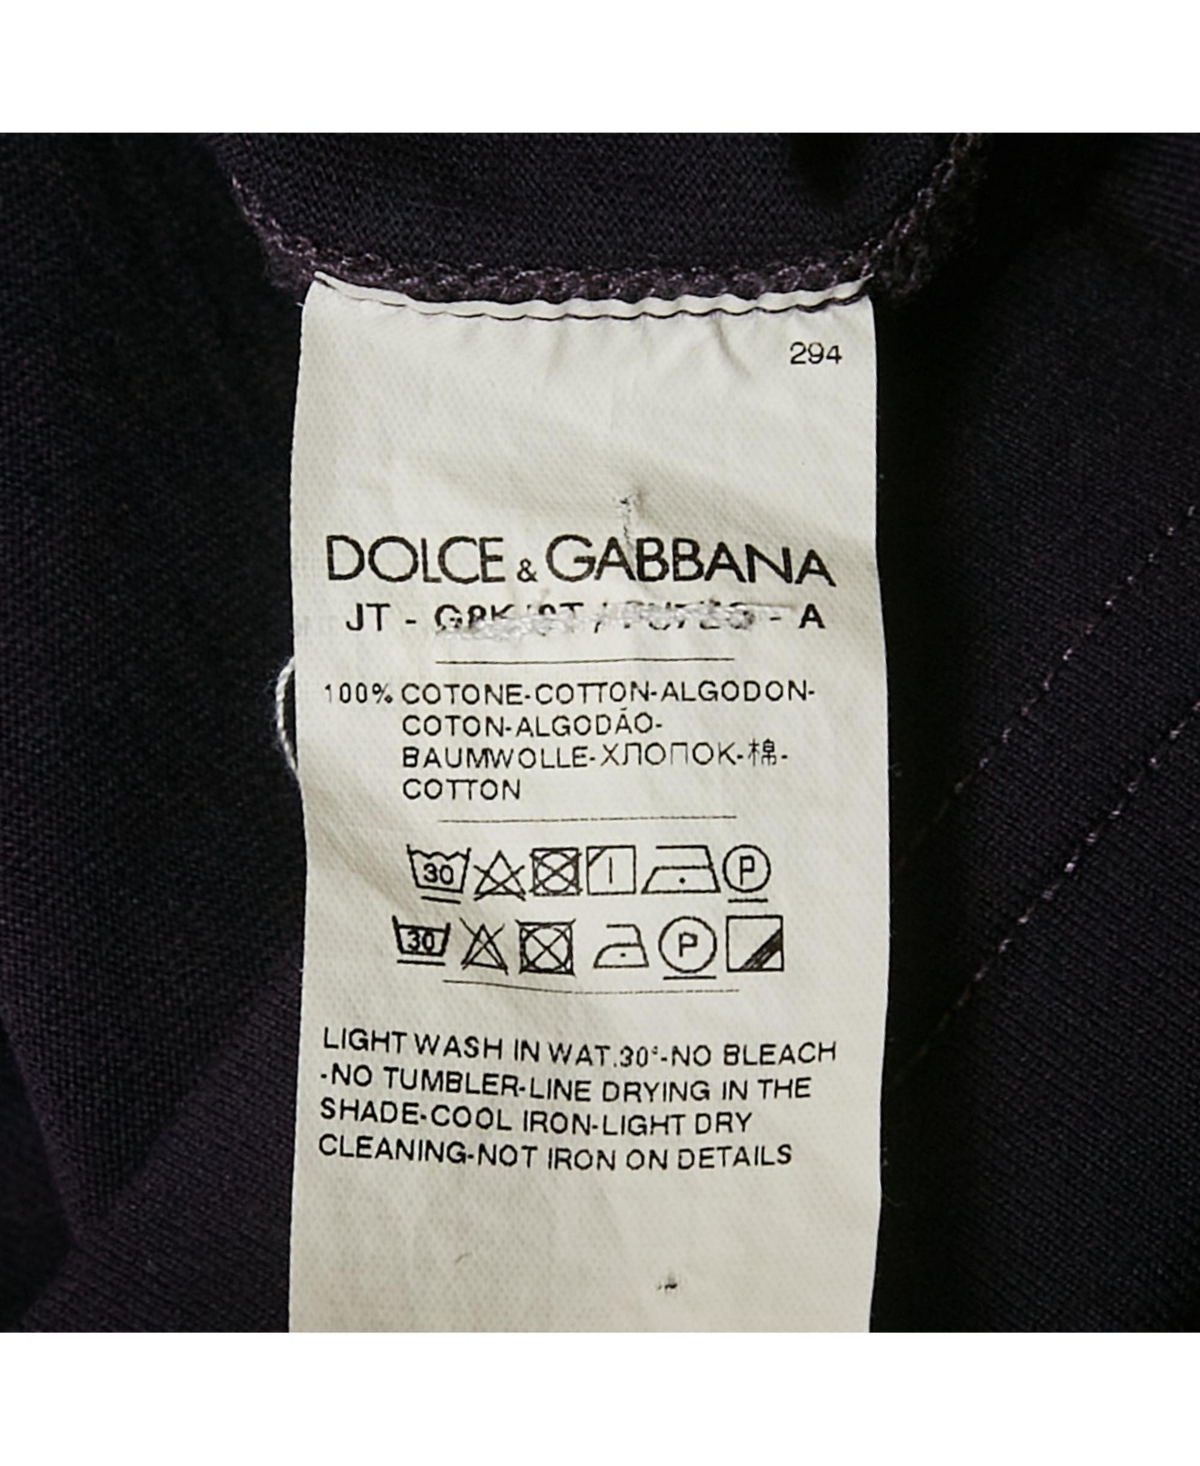 294
DOLCE & GABBANA
JT - - A
100% COTONE-COTTON-ALGODON-
COTON-ALGODÃO-
BAUMWOLLE-ХЛОПОК-棉-
COTTON
30 P
30 P
LIGHT WASH IN WAT.30°-NO BLEACH
-NO TUMBLER-LINE DRYING IN THE
SHADE-COOL IRON-LIGHT DRY
CLEANING-NOT IRON ON DETAILS